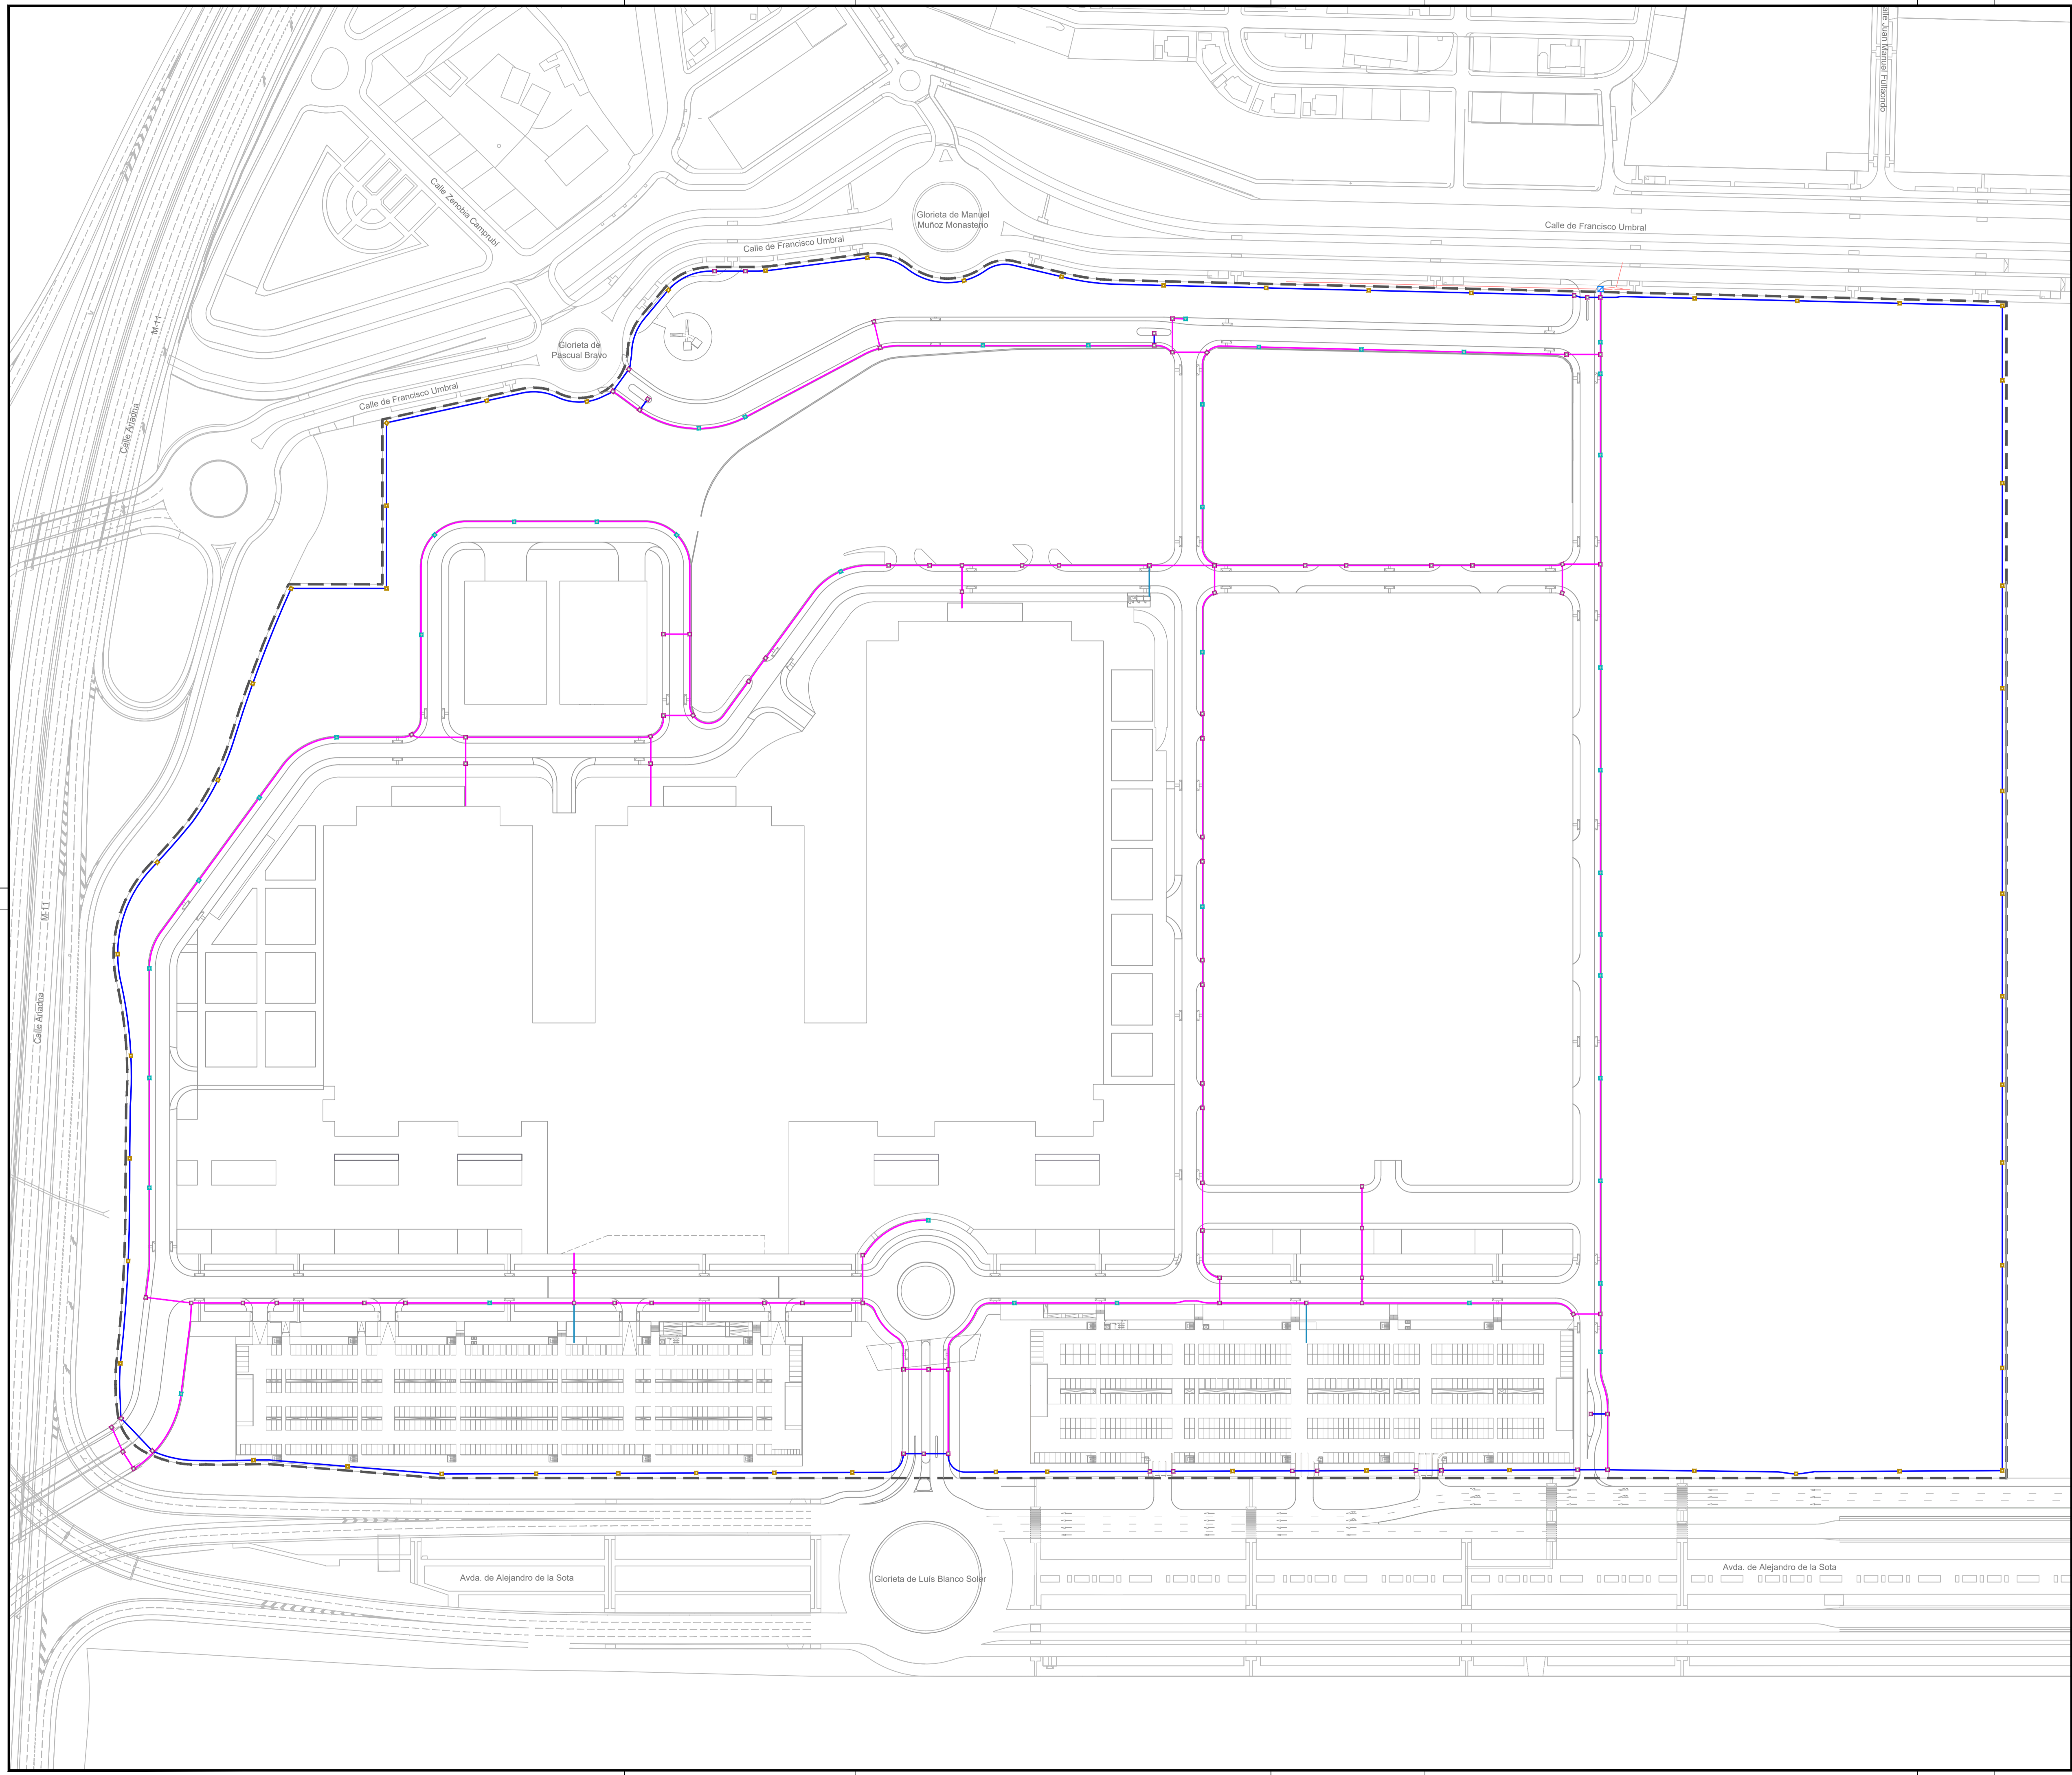 Calle Juan Manuel Fullaondo
Calle Zenobia Camprubí
Glorieta de Manuel
Muñoz Monasterio
Calle de Francisco Umbral
Calle de Francisco Umbral
M-11
Glorieta de
Pascual Bravo
Calle de Francisco Umbral
Calle Ariadna
M-11
Calle Ariadna
Avda. de Alejandro de la Sota
Glorieta de Luís Blanco Soler
Avda. de Alejandro de la Sota